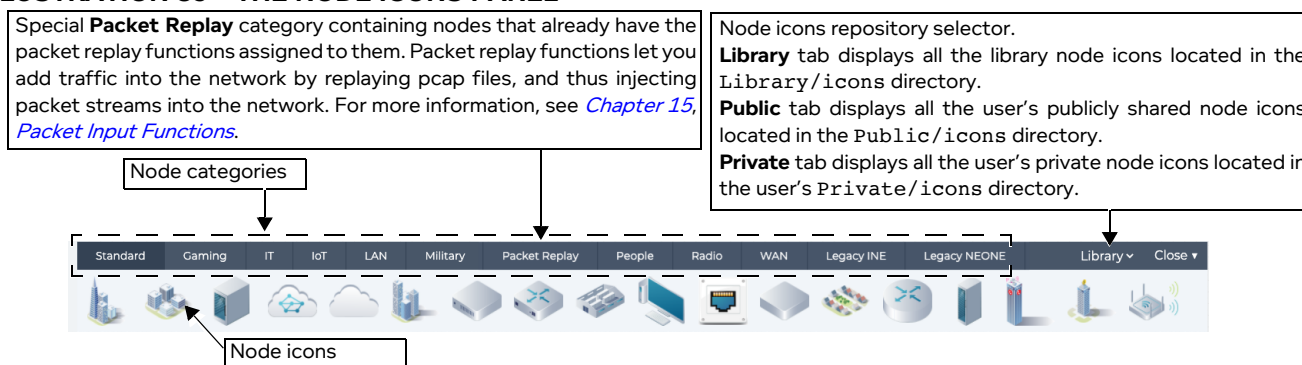 Special Packet Replay category containing nodes that already have the
packet replay functions assigned to them. Packet replay functions let you
add traffic into the network by replaying pcap files, and thus injecting
packet streams into the network. For more information, see Chapter 15,
Packet Input Functions.
Node icons repository selector.
Library tab displays all the library node icons located in the
Library/icons directory.
Public tab displays all the user's publicly shared node icons
located in the Public/icons directory.
Private tab displays all the user's private node icons located in
the user's Private/icons directory.
Node categories
Standard Gaming IT IoT LAN Military Packet Replay People Radio WAN Legacy INE Legacy NEONE Library Close
Node icons